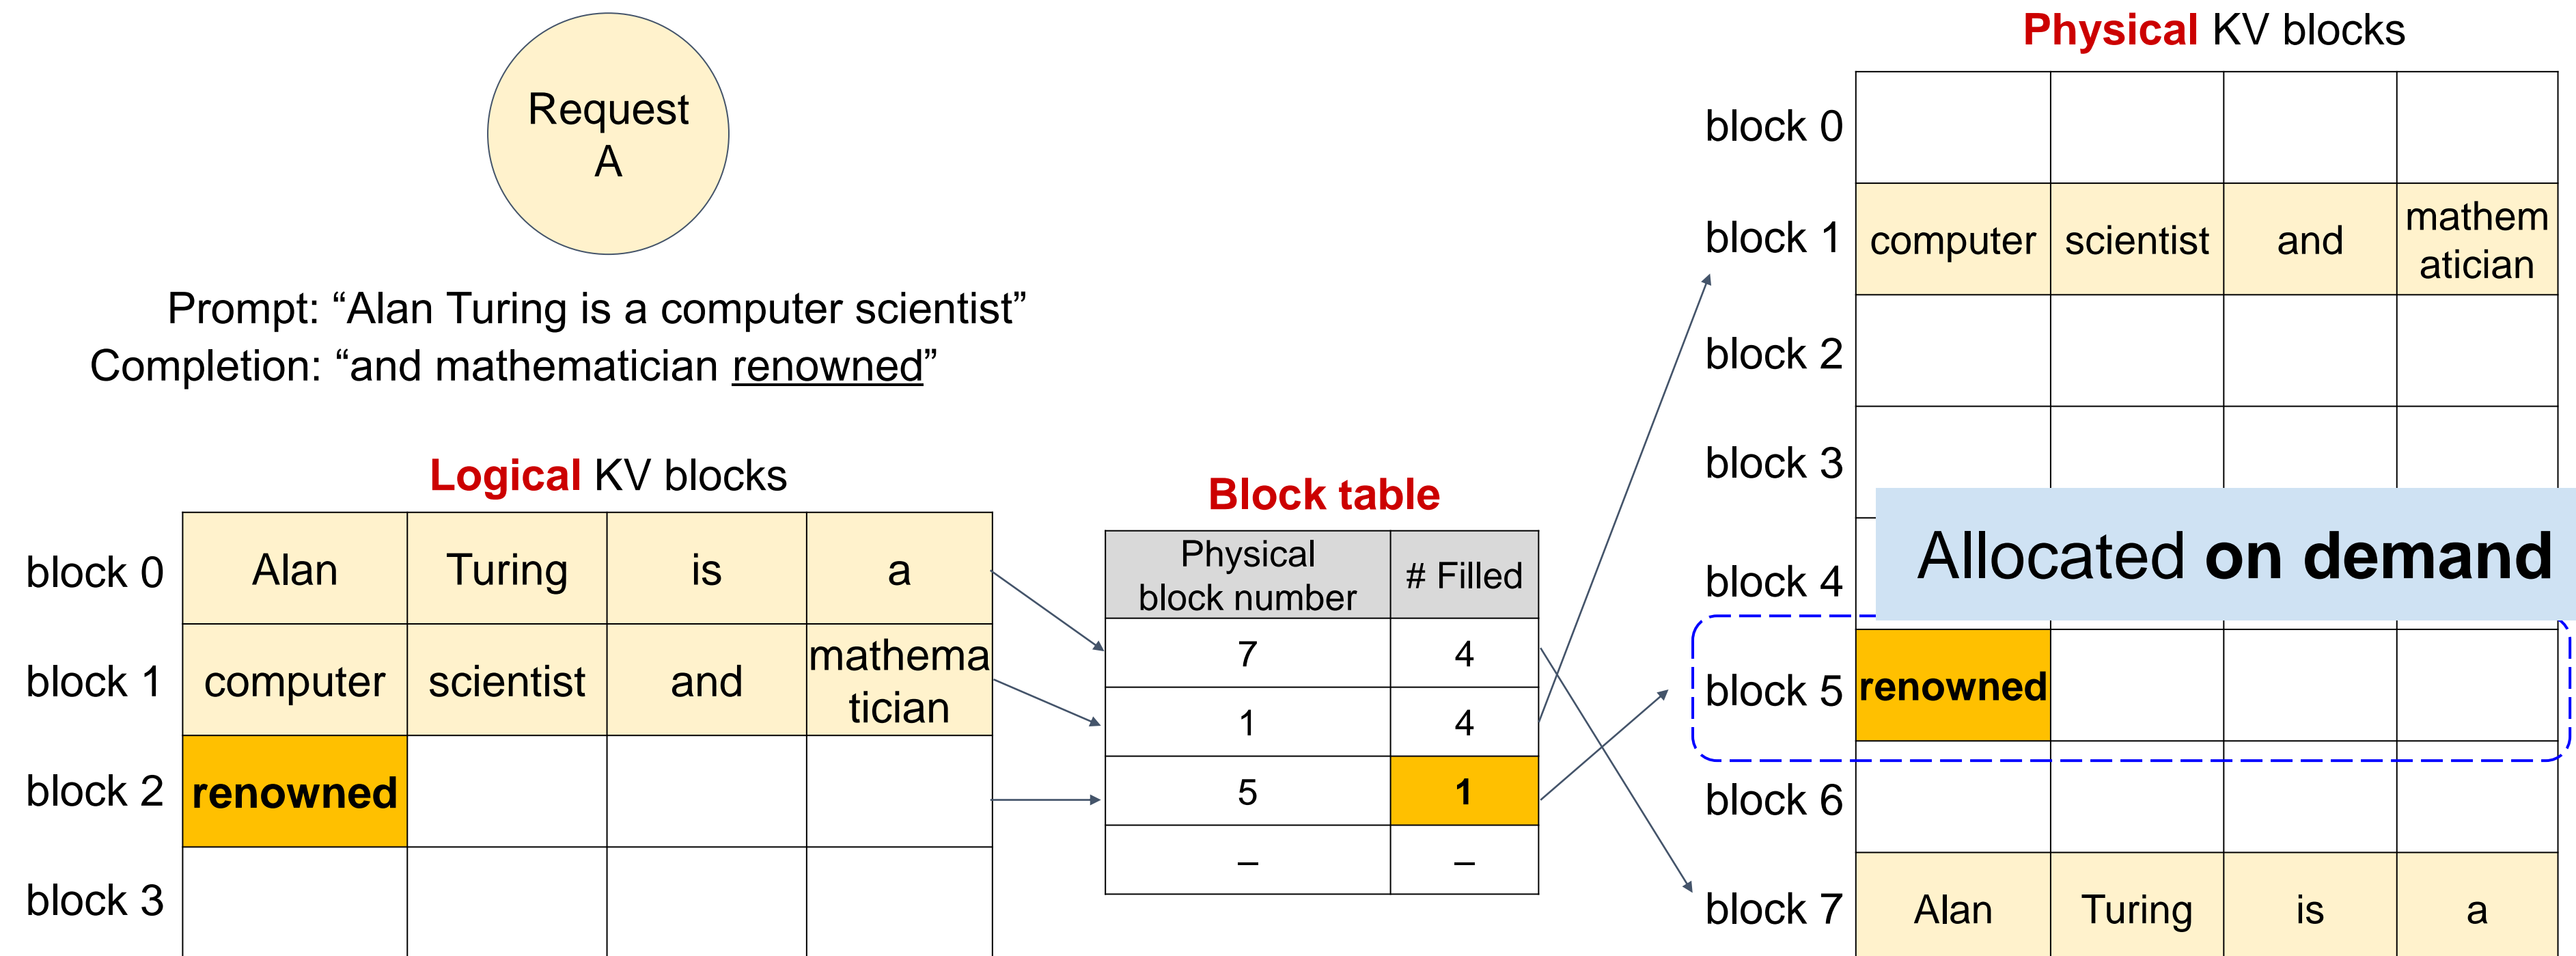 Request
A
Prompt: “Alan Turing is a computer scientist”
Completion: “and mathematician renowned”
Logical KV blocks
block 0 Alan Turing is a
block 1 computer scientist and mathema
tician
block 2 renowned
block 3
Block table
Physical
block number # Filled
7 4
1 4
5 1
– –
Physical KV blocks
block 0
block 1 computer scientist and mathem
atician
block 2
block 3
block 4
Allocated on demand
block 5 renowned
block 6
block 7 Alan Turing is a